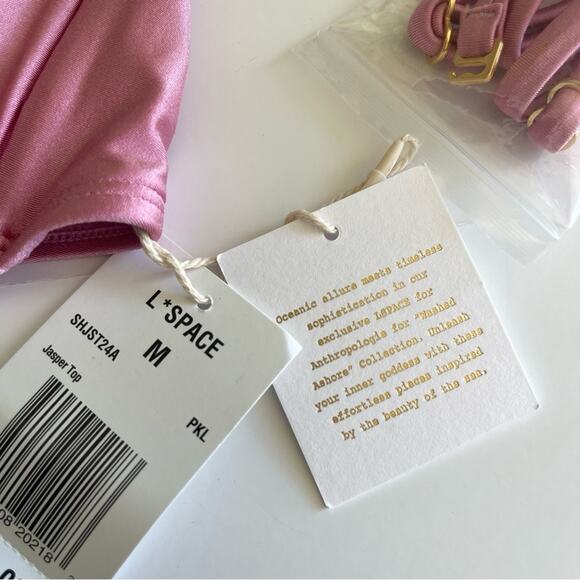 L*SPACE
M
SHJST24A
Jasper Top
PKL
08 20218
Oceanic allure meets timeless
sophistication in our
exclusive LSPACE for
Anthropologie for "Washed
Ashore" Collection. Unleash
your inner goddess with these
effortless pieces inspired
by the beauty of the sea.